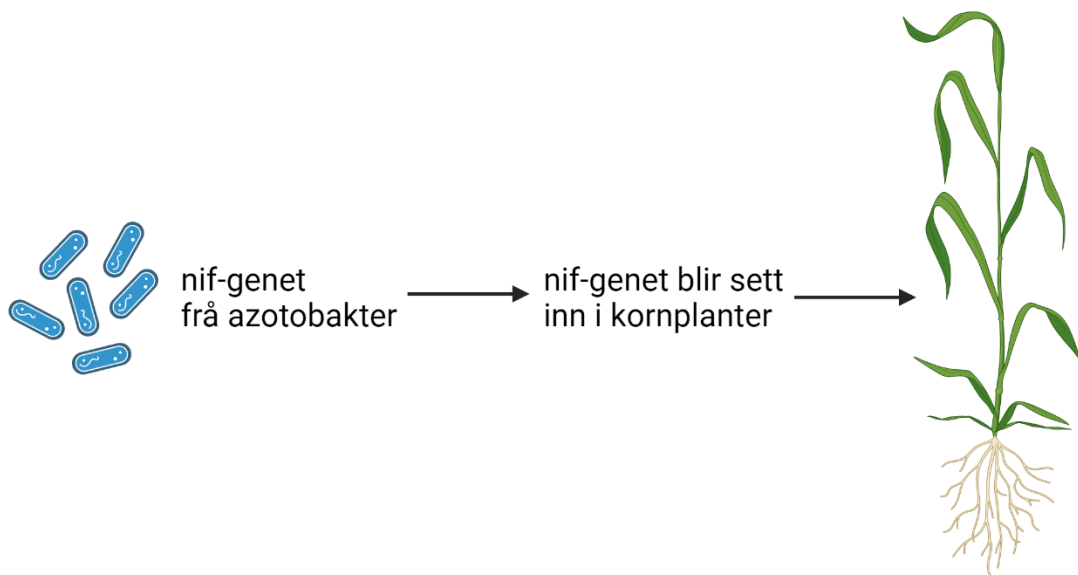 nif-genet
frå azotobakter
nif-genet blir sett
inn i kornplanter